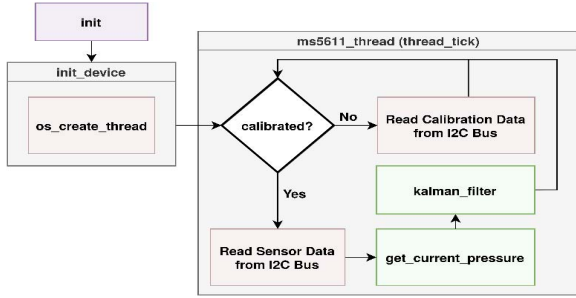 init
ms5611_thread (thread_tick)
init_device
os_create_thread
calibrated?
No
Read Calibration Data
from I2C Bus
Yes
kalman_filter
Read Sensor Data
from I2C Bus
get_current_pressure